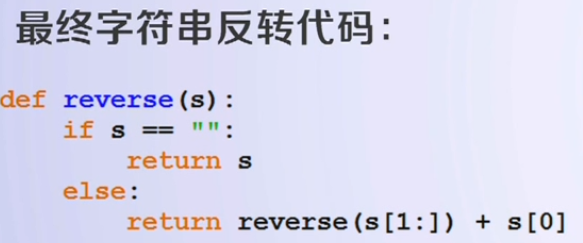 最终字符串反转代码：
def reverse(s):
    if s == "":
        return s
    else:
        return reverse(s[1:]) + s[0]